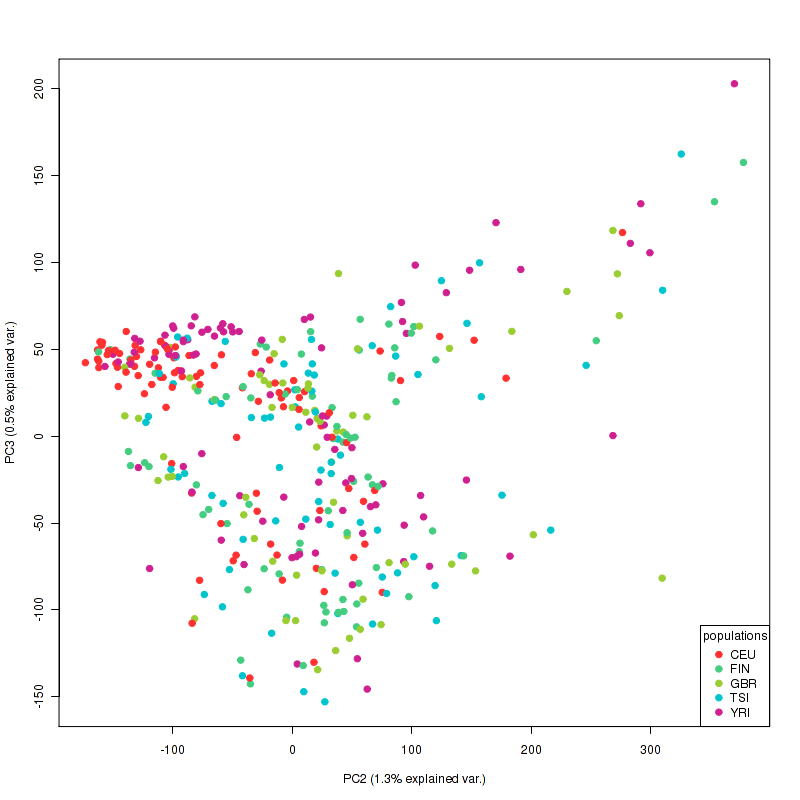 200
150
100
50
0
-50
-100
-150
PC3 (0.5% explained var.)
populations
CEU
FIN
GBR
TSI
YRI
-100
0
100
200
300
PC2 (1.3% explained var.)